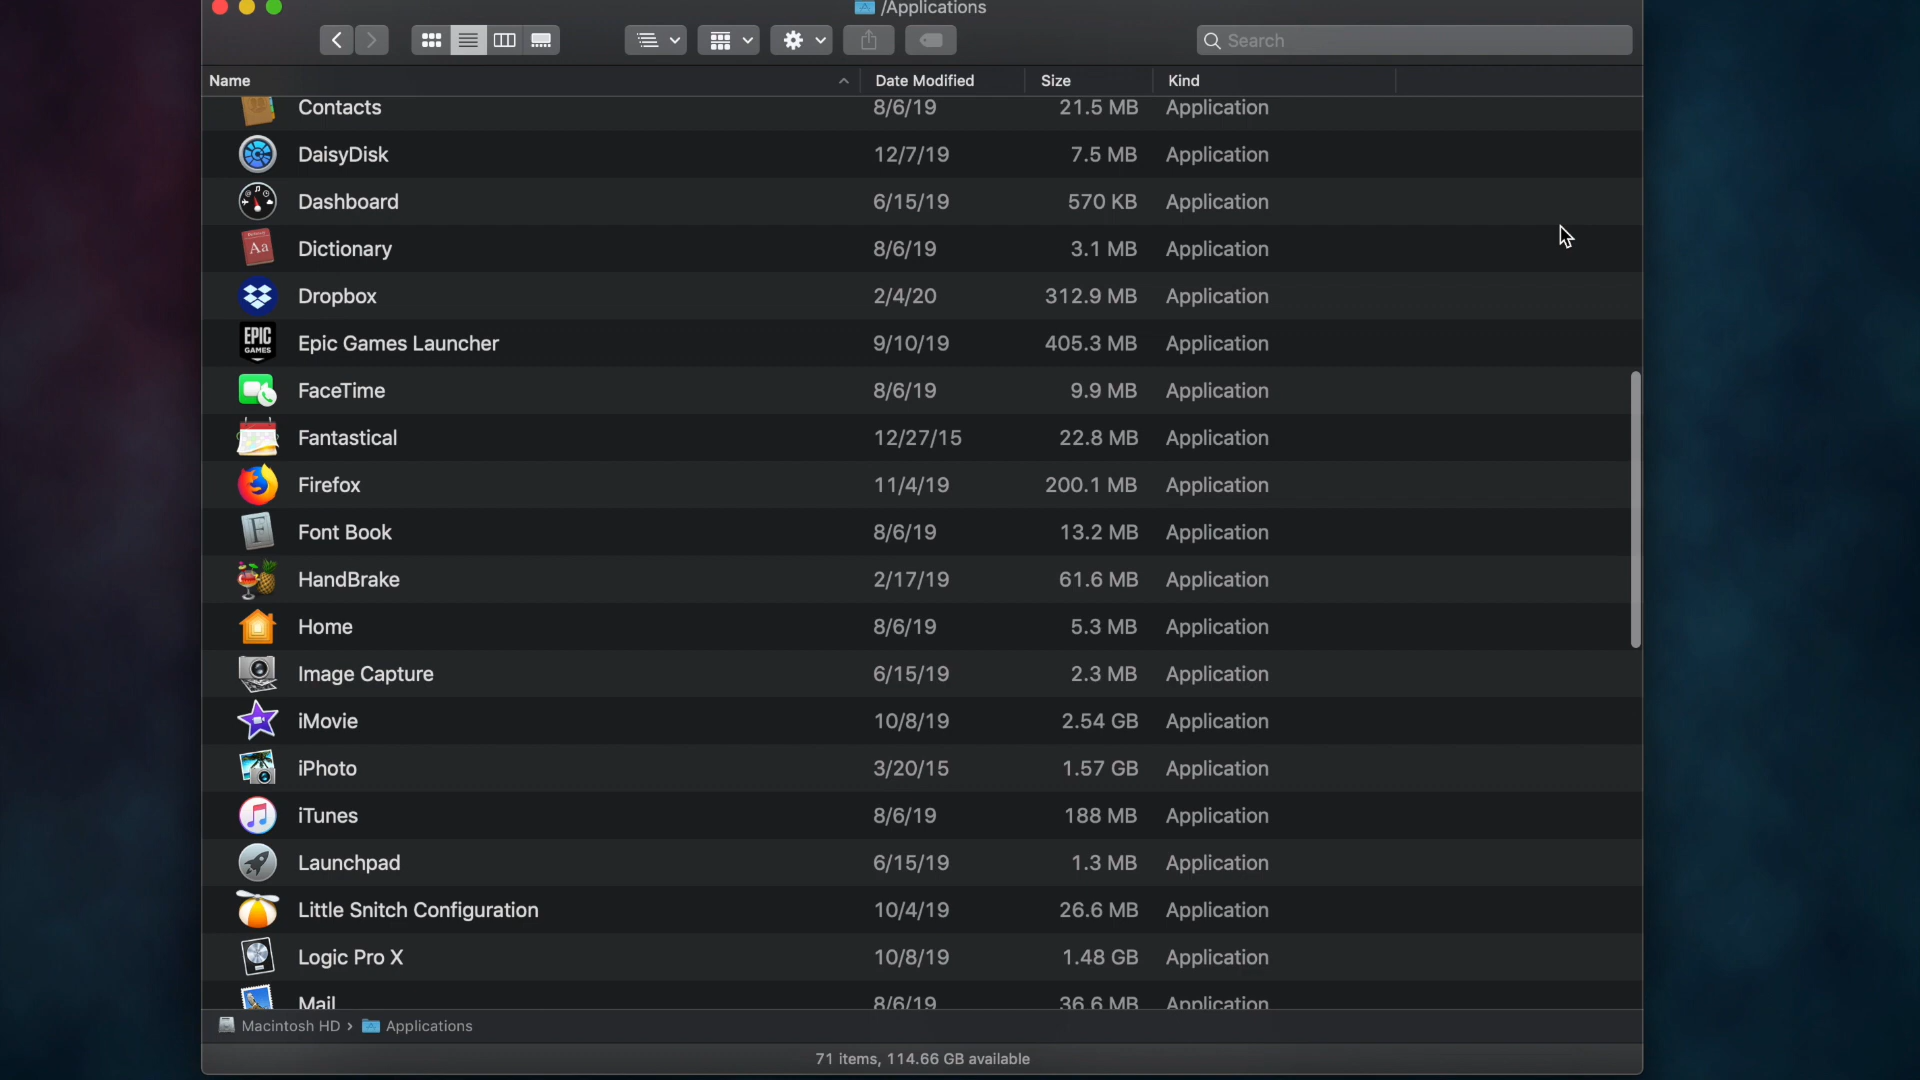 /Applications
Search
Name Date Modified Size Kind
Contacts 8/6/19 21.5 MB Application
DaisyDisk 12/7/19 7.5 MB Application
Dashboard 6/15/19 570 KB Application
Aa Dictionary 8/6/19 3.1 MB Application
Dropbox 2/4/20 312.9 MB Application
EPIC GAMES Epic Games Launcher 9/10/19 405.3 MB Application
FaceTime 8/6/19 9.9 MB Application
Fantastical 12/27/15 22.8 MB Application
Firefox 11/4/19 200.1 MB Application
F Font Book 8/6/19 13.2 MB Application
HandBrake 2/17/19 61.6 MB Application
Home 8/6/19 5.3 MB Application
Image Capture 6/15/19 2.3 MB Application
iMovie 10/8/19 2.54 GB Application
iPhoto 3/20/15 1.57 GB Application
iTunes 8/6/19 188 MB Application
Launchpad 6/15/19 1.3 MB Application
Little Snitch Configuration 10/4/19 26.6 MB Application
Logic Pro X 10/8/19 1.48 GB Application
Mail 8/6/19 36.6 MB Application
Macintosh HD › Applications
71 items, 114.66 GB available